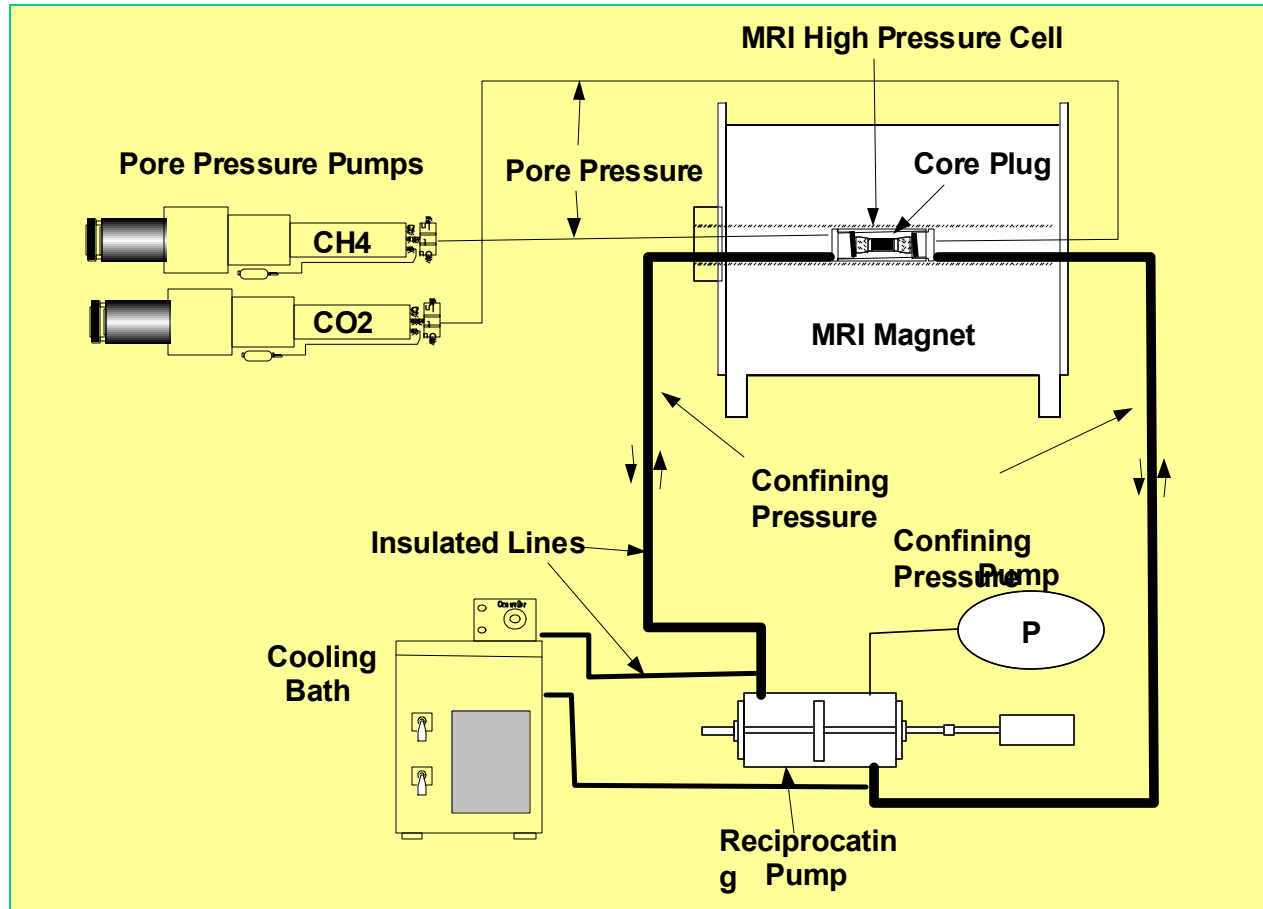 MRI High Pressure Cell
Pore Pressure Pumps
Pore Pressure
Core Plug
CH4
CO2
MRI Magnet
Confining
Pressure
Insulated Lines
Confining
Pressure
Pump
P
Cooling
Bath
Reciprocatin
g Pump